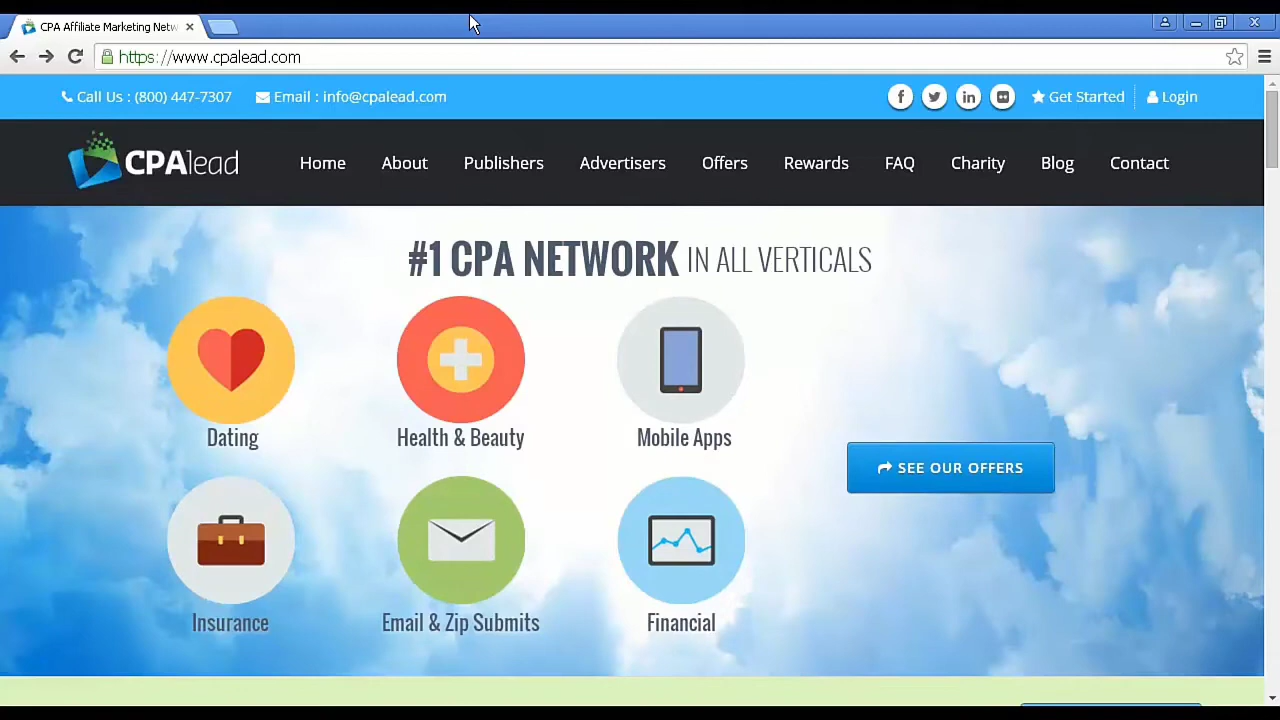 CPA Affiliate Marketing Netw
https://www.cpalead.com
Call Us : (800) 447-7307 Email : info@cpalead.com Get Started Login
CPAlead Home About Publishers Advertisers Offers Rewards FAQ Charity Blog Contact
#1 CPA NETWORK IN ALL VERTICALS
Dating Health & Beauty Mobile Apps
SEE OUR OFFERS
Insurance Email & Zip Submits Financial